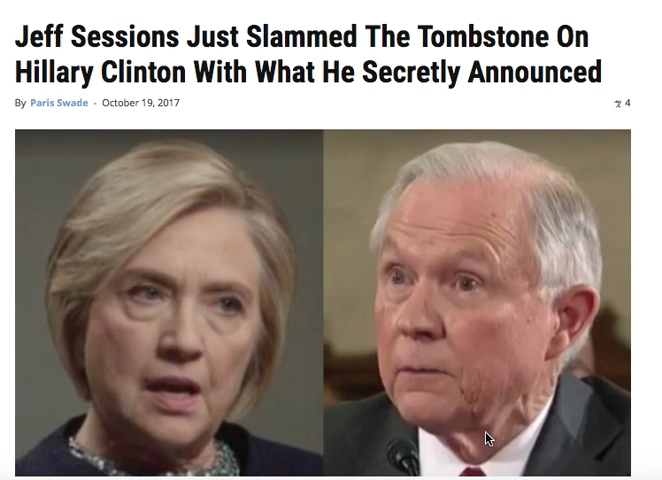 Jeff Sessions Just Slammed The Tombstone On
Hillary Clinton With What He Secretly Announced
By Paris Swade - October 19, 2017
4